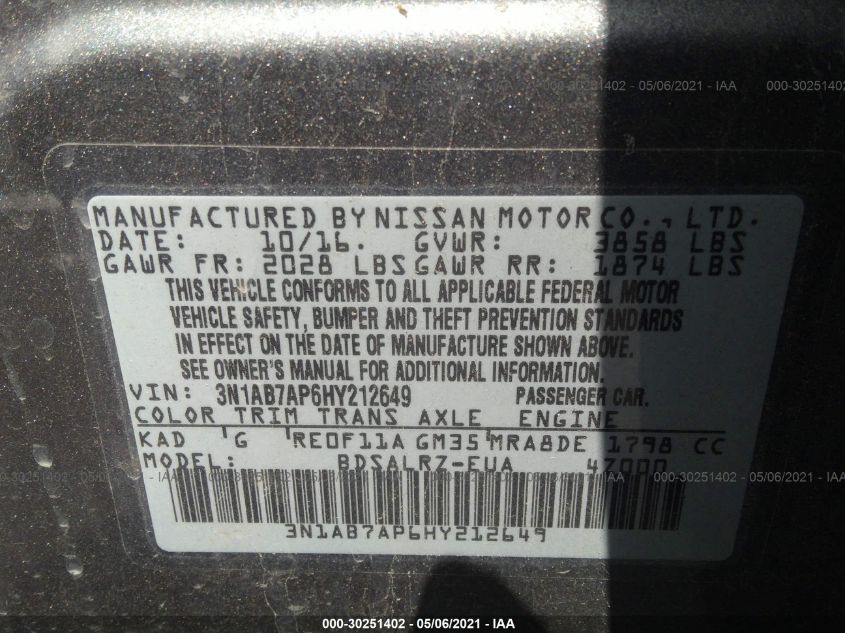 000-30251402 - 05/06/2021 - IAA
MANUFACTURED BY NISSAN MOTOR CO., LTD.
DATE: 10/16. GVWR: 3858 LBS
GAWR FR: 2028 LBS GAWR RR: 1874 LBS
THIS VEHICLE CONFORMS TO ALL APPLICABLE FEDERAL MOTOR
VEHICLE SAFETY, BUMPER AND THEFT PREVENTION STANDARDS
IN EFFECT ON THE DATE OF MANUFACTURE SHOWN ABOVE.
SEE OWNER'S MANUAL FOR ADDITIONAL INFORMATION.
VIN: 3N1AB7AP6HY212649 PASSENGER CAR.
COLOR TRIM TRANS AXLE ENGINE
KAD G RE0F11A GM35 MRA8DE 1798 CC
MODEL: BDSALRZ-EUA 47000
3N1AB7AP6HY212649
000-30251402 - 05/06/2021 - IAA